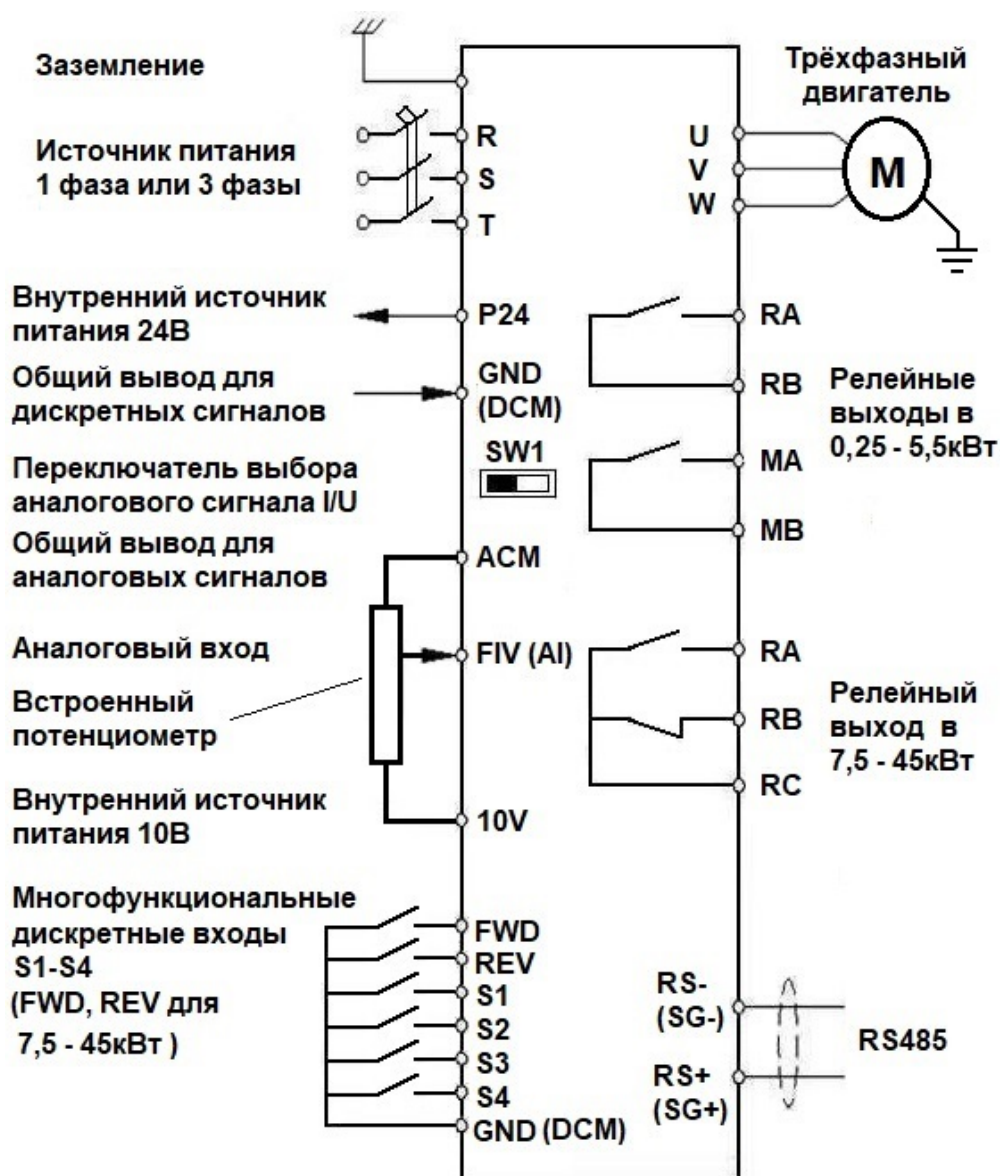 Заземление
Источник питания
1 фаза или 3 фазы
R
S
T
Трёхфазный
двигатель
U
V
W
M
Внутренний источник
питания 24В
P24
Общий вывод для
дискретных сигналов
GND
(DCM)
Переключатель выбора
аналогового сигнала I/U
SW1
Общий вывод для
аналоговых сигналов
ACM
Аналоговый вход
FIV (AI)
Встроенный
потенциометр
Внутренний источник
питания 10В
10V
RA
RB
MA
MB
Релейные
выходы в
0,25 - 5,5кВт
RA
RB
RC
Релейный
выход в
7,5 - 45кВт
Многофункциональные
дискретные входы
S1-S4
(FWD, REV для
7,5 - 45кВт )
FWD
REV
S1
S2
S3
S4
GND (DCM)
RS-
(SG-)
RS+
(SG+)
RS485